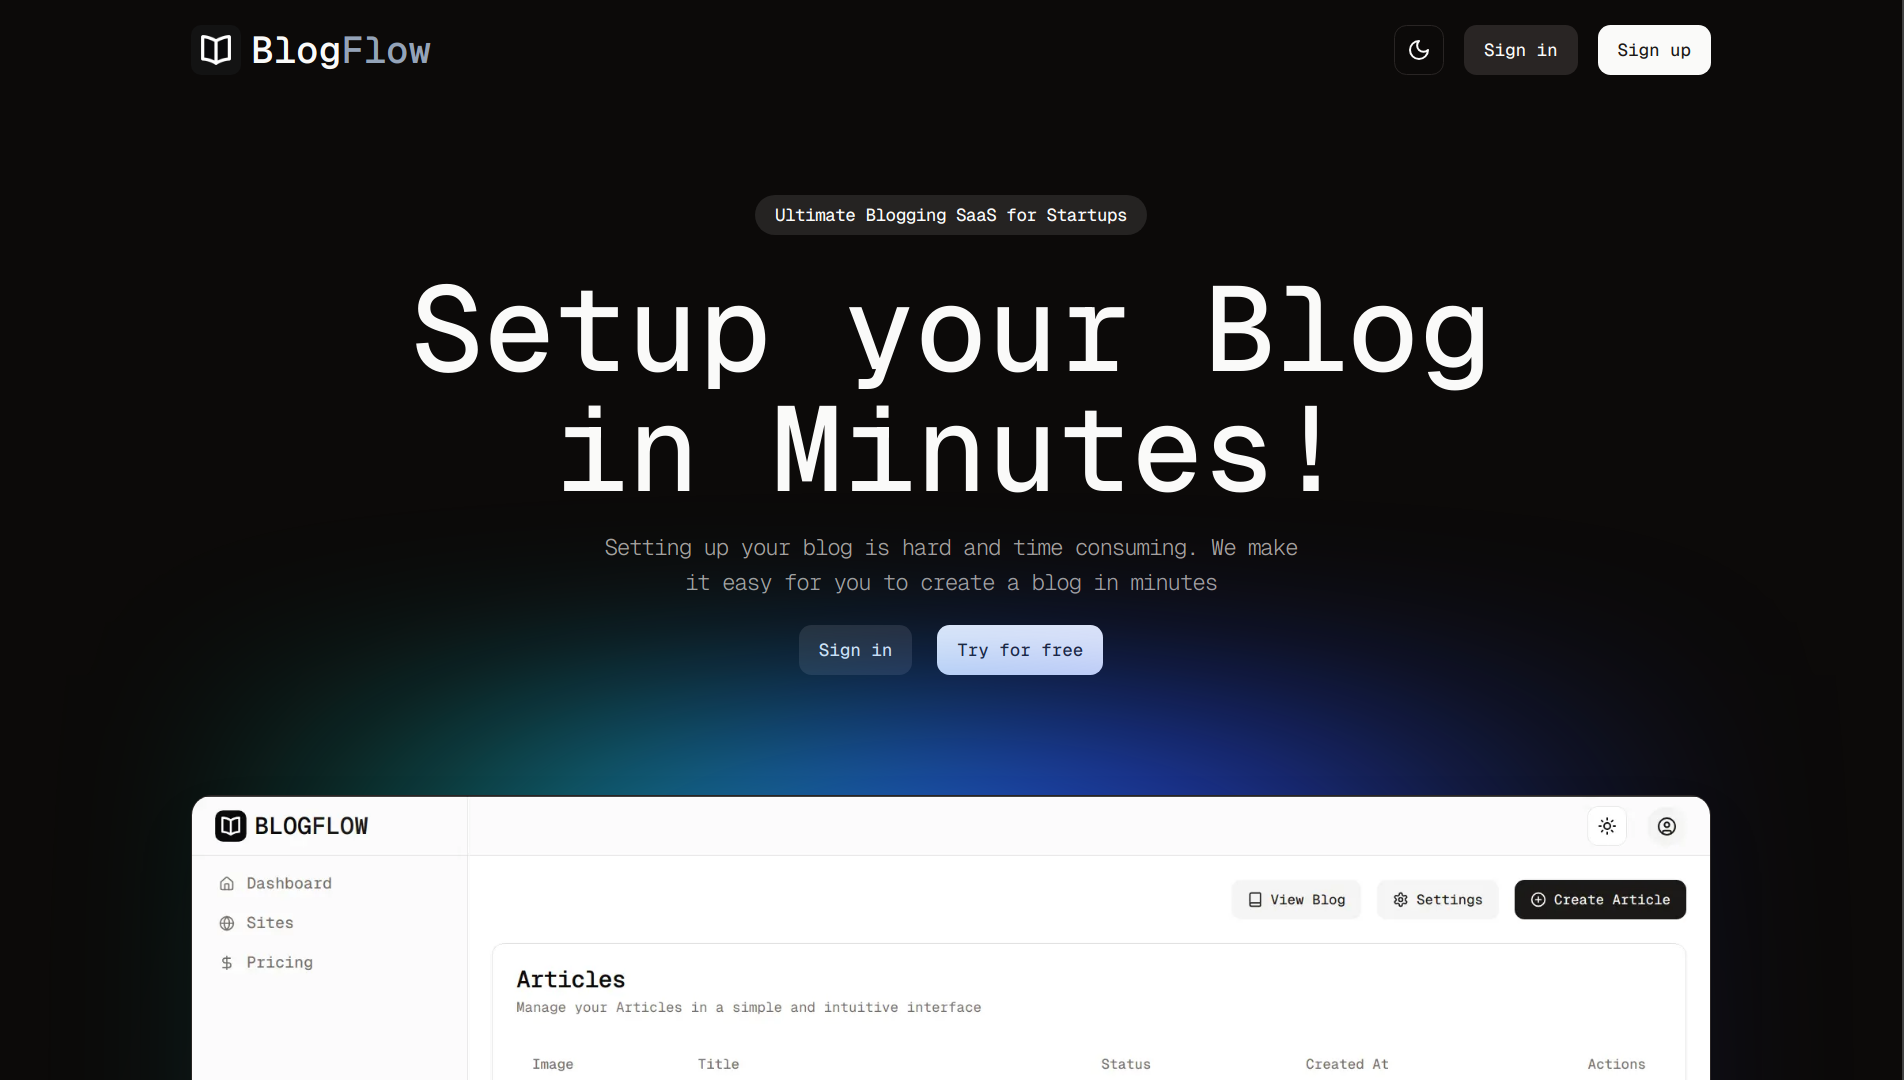 BlogFlow
Sign in
Sign up
Ultimate Blogging SaaS for Startups
Setup your Blog
in Minutes!
Setting up your blog is hard and time consuming. We make
it easy for you to create a blog in minutes
Sign in
Try for free
BLOGFLOW
Dashboard
Sites
Pricing
View Blog
Settings
Create Article
Articles
Manage your Articles in a simple and intuitive interface
Image
Title
Status
Created At
Actions